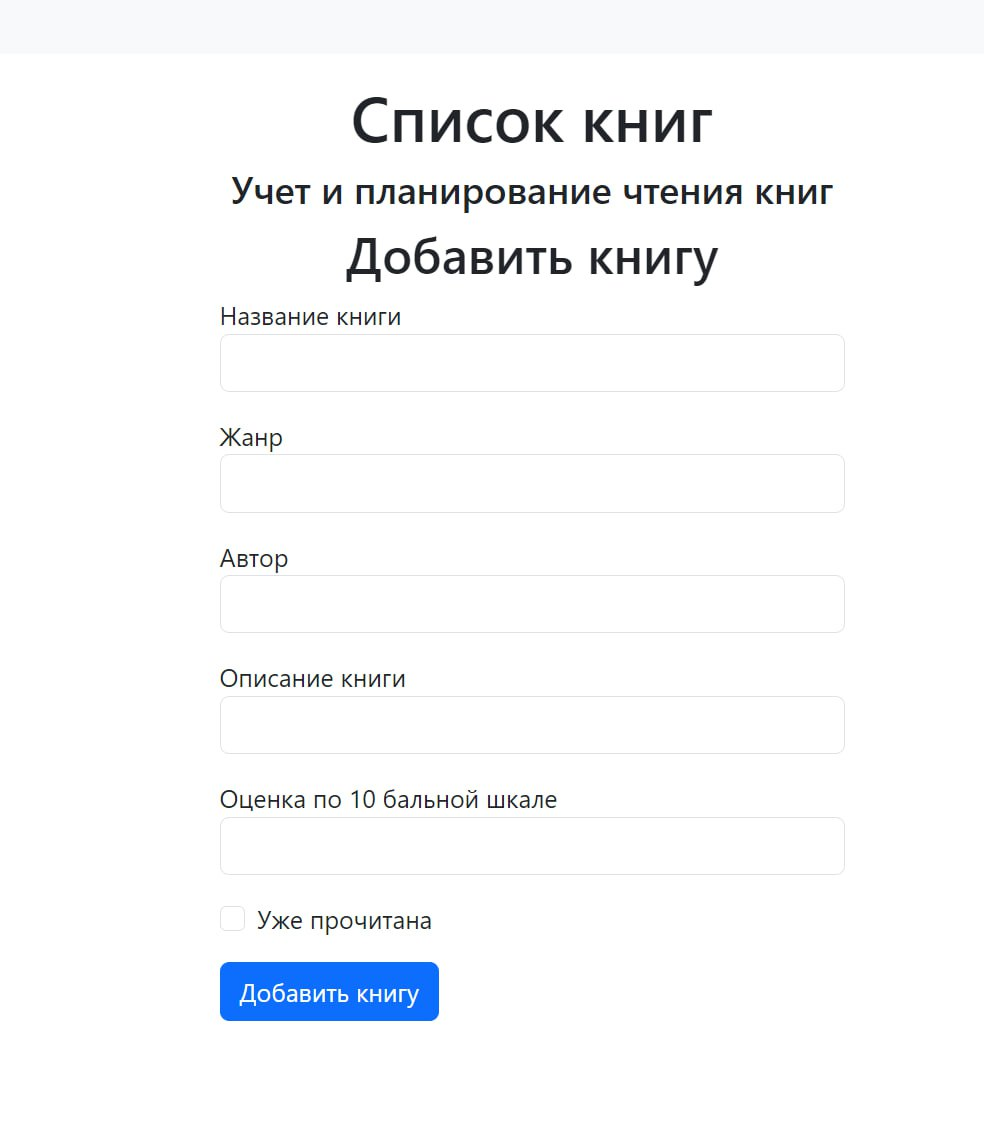 Список книг
Учет и планирование чтения книг
Добавить книгу
Название книги
Жанр
Автор
Описание книги
Оценка по 10 бальной шкале
Уже прочитана
Добавить книгу